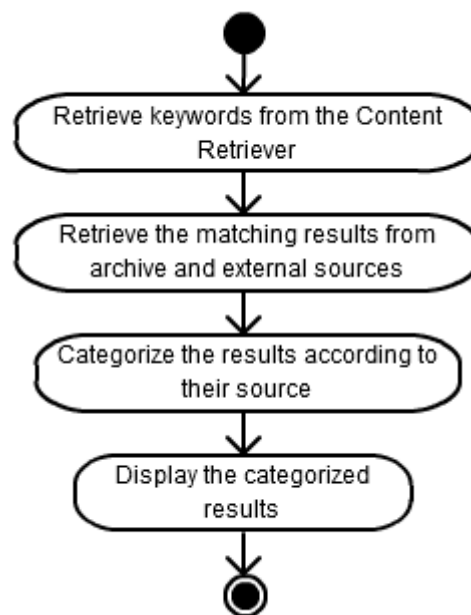 Retrieve keywords from the Content
Retriever
Retrieve the matching results from
archive and external sources
Categorize the results according to
their source
Display the categorized
results